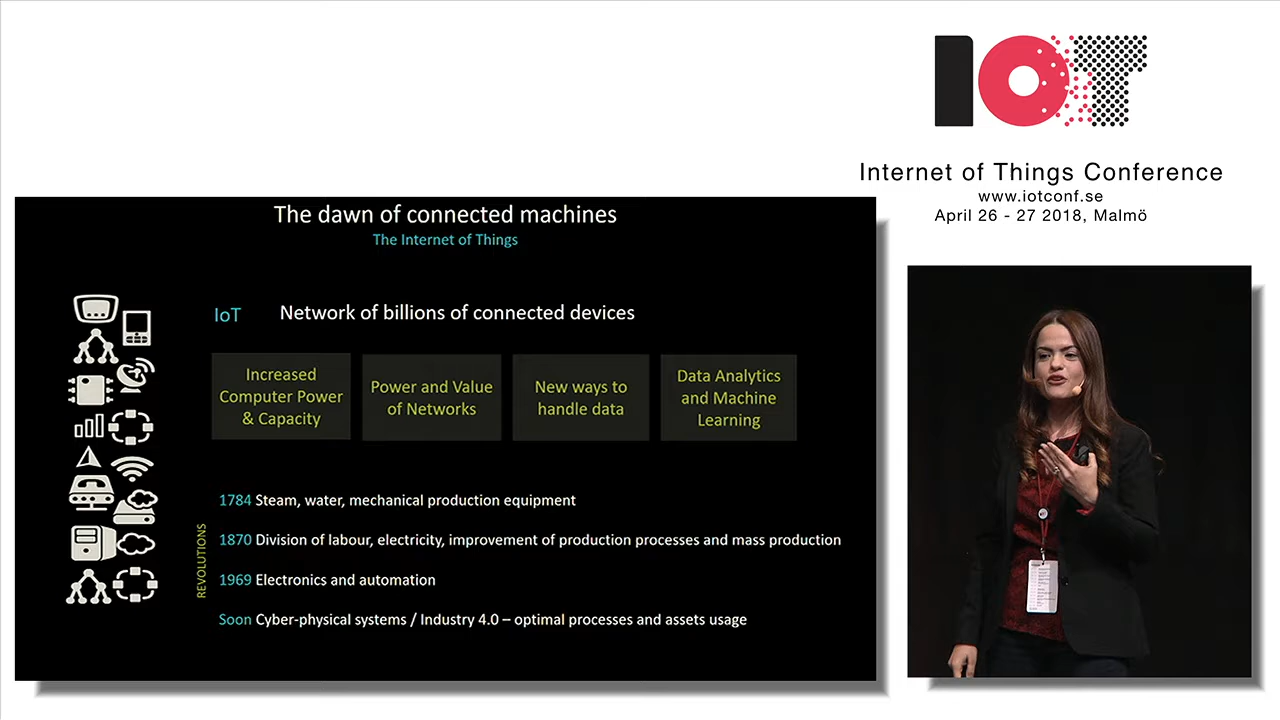 IOT
Internet of Things Conference
www.iotconf.se
April 26 - 27 2018, Malmö
The dawn of connected machines
The Internet of Things
IoT Network of billions of connected devices
Increased
Computer Power
& Capacity
Power and Value
of Networks
New ways to
handle data
Data Analytics
and Machine
Learning
REVOLUTIONS
1784 Steam, water, mechanical production equipment
1870 Division of labour, electricity, improvement of production processes and mass production
1969 Electronics and automation
Soon Cyber-physical systems / Industry 4.0 – optimal processes and assets usage